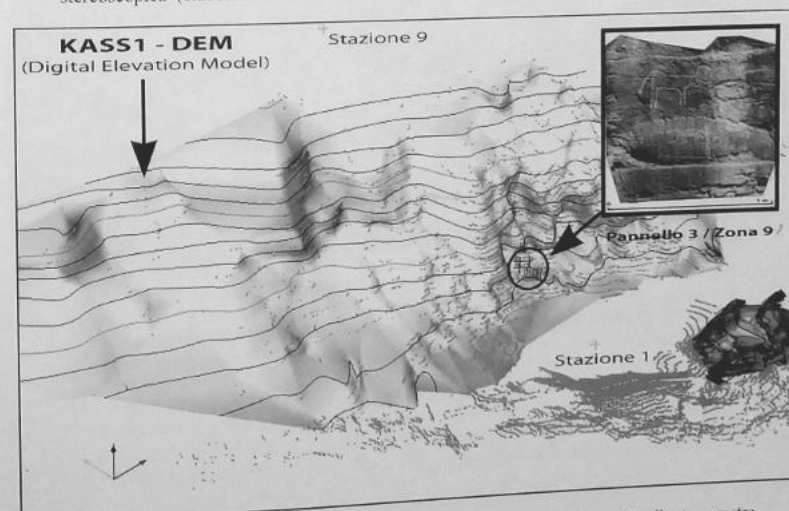 KASS1 - DEM
(Digital Elevation Model)
Stazione 9
Pannello 3 / Zona 9
Stazione 1